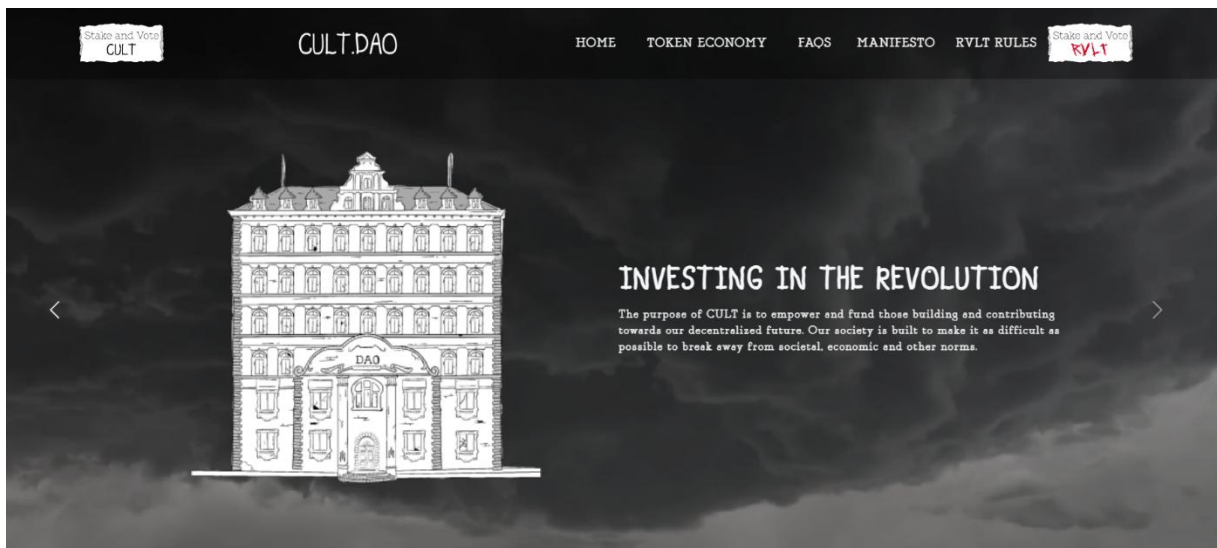 Stake and Vote
CULT
CULT.DAO
HOME
TOKEN ECONOMY
FAQS
MANIFESTO
RVLT RULES
Stake and Vote
RVLT
INVESTING IN THE REVOLUTION
The purpose of CULT is to empower and fund those building and contributing
towards our decentralized future. Our society is built to make it as difficult as
possible to break away from societal, economic and other norms.
DAO